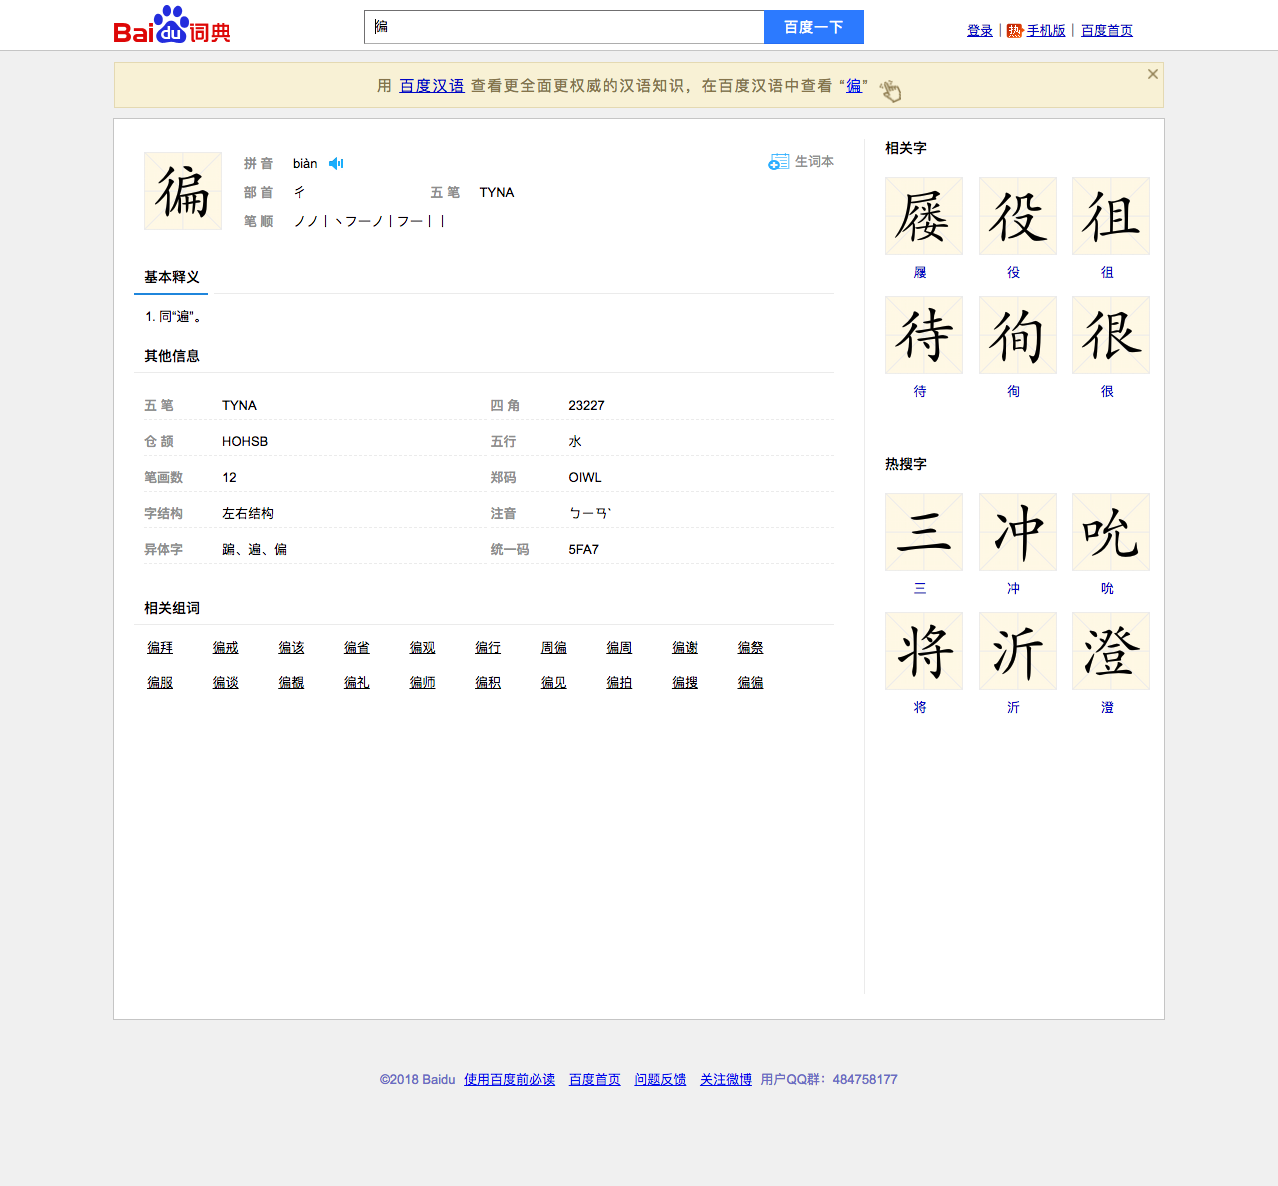 Baidu词典
徧
百度一下
登录 | 热 手机版 | 百度首页
用 百度汉语 查看更全面更权威的汉语知识，在百度汉语中查看 “徧”
徧
拼 音 biàn
生词本
部 首 彳 五 笔 TYNA
笔 顺 ノノ丨丶フ一ノ丨フ一丨丨
基本释义
1. 同“遍”。
其他信息
五 笔 TYNA 四 角 23227
仓 颉 HOHSB 五行 水
笔画数 12 郑码 OIWL
字结构 左右结构 注音 ㄅㄧㄢˋ
异体字 蹁、遍、偏 统一码 5FA7
相关组词
徧拜 徧戒 徧该 徧省 徧观 徧行 周徧 徧周 徧谢 徧祭
徧服 徧谈 徧覩 徧礼 徧师 徧积 徧见 徧拍 徧搜 徧徧
相关字
屦 役 徂
屦 役 徂
待 徇 很
待 徇 很
热搜字
三 冲 吮
三 冲 吮
将 沂 澄
将 沂 澄
©2018 Baidu 使用百度前必读 百度首页 问题反馈 关注微博 用户QQ群：484758177